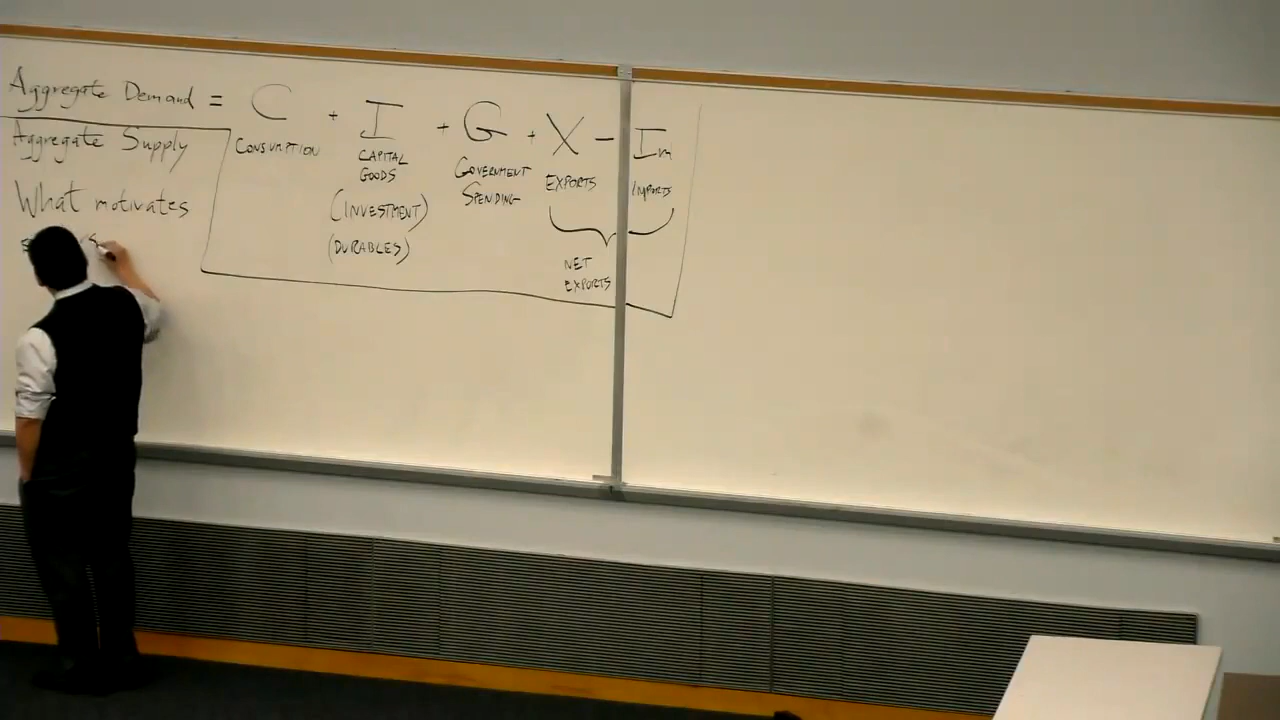 Aggregate Demand = C + I + G + X - Im
CONSUMPTION
CAPITAL GOODS
(INVESTMENT)
(DURABLES)
GOVERNMENT SPENDING
EXPORTS
IMPORTS
NET EXPORTS
Aggregate Supply
What motivates